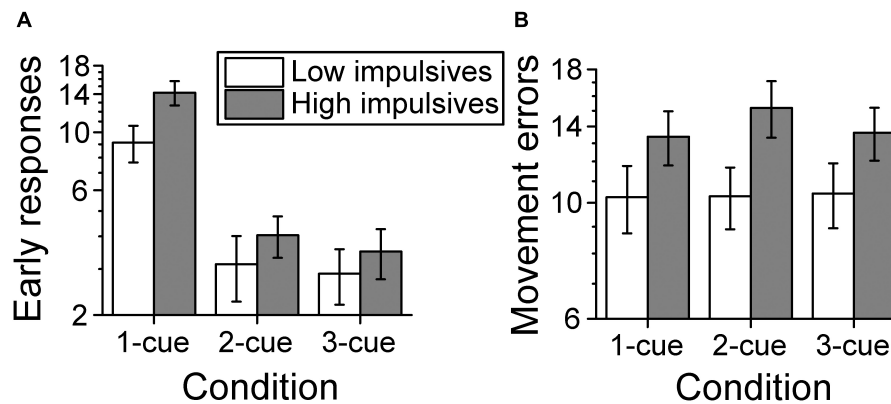 A
Early responses
18
14
10
6
2
Low impulsives
High impulsives
1-cue 2-cue 3-cue
Condition
B
Movement errors
18
14
10
6
1-cue 2-cue 3-cue
Condition